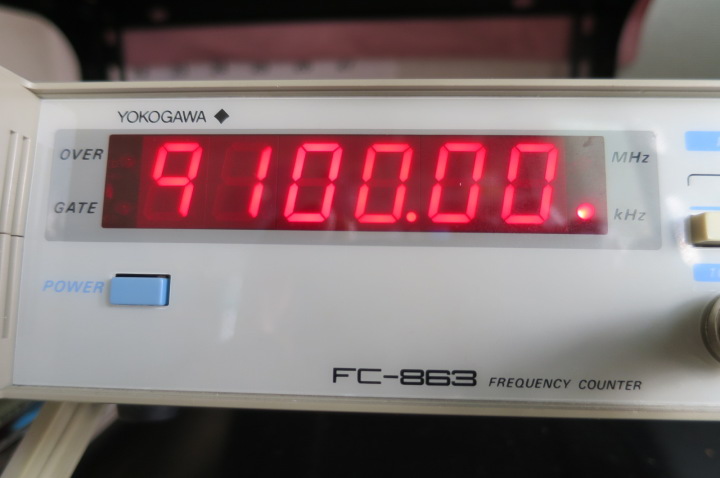 YOKOGAWA
OVER
9100.00.
MHz
GATE
kHz
POWER
FC-863 FREQUENCY COUNTER